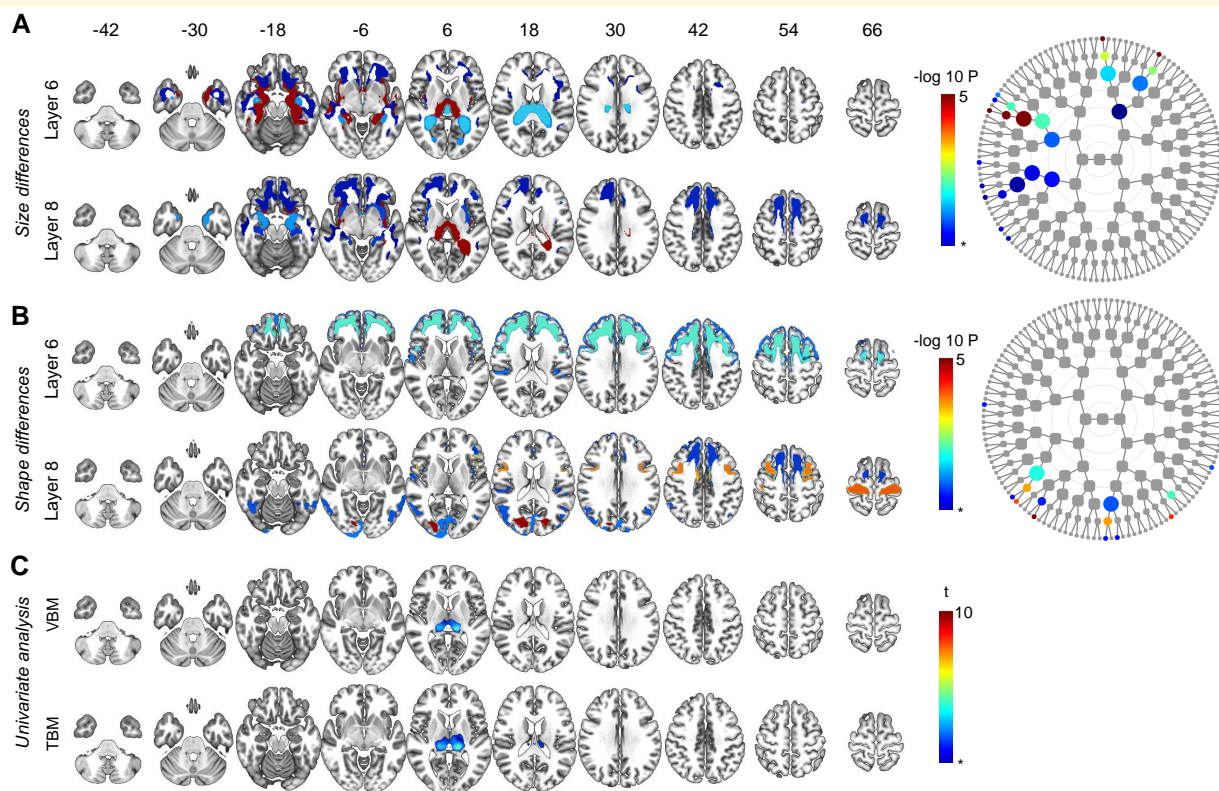 A
-42 -30 -18 -6 6 18 30 42 54 66
Size differences
Layer 6
Layer 8
-log 10 P
5
*
B
Shape differences
Layer 6
Layer 8
-log 10 P
5
*
C
Univariate analysis
VBM
TBM
t
10
*